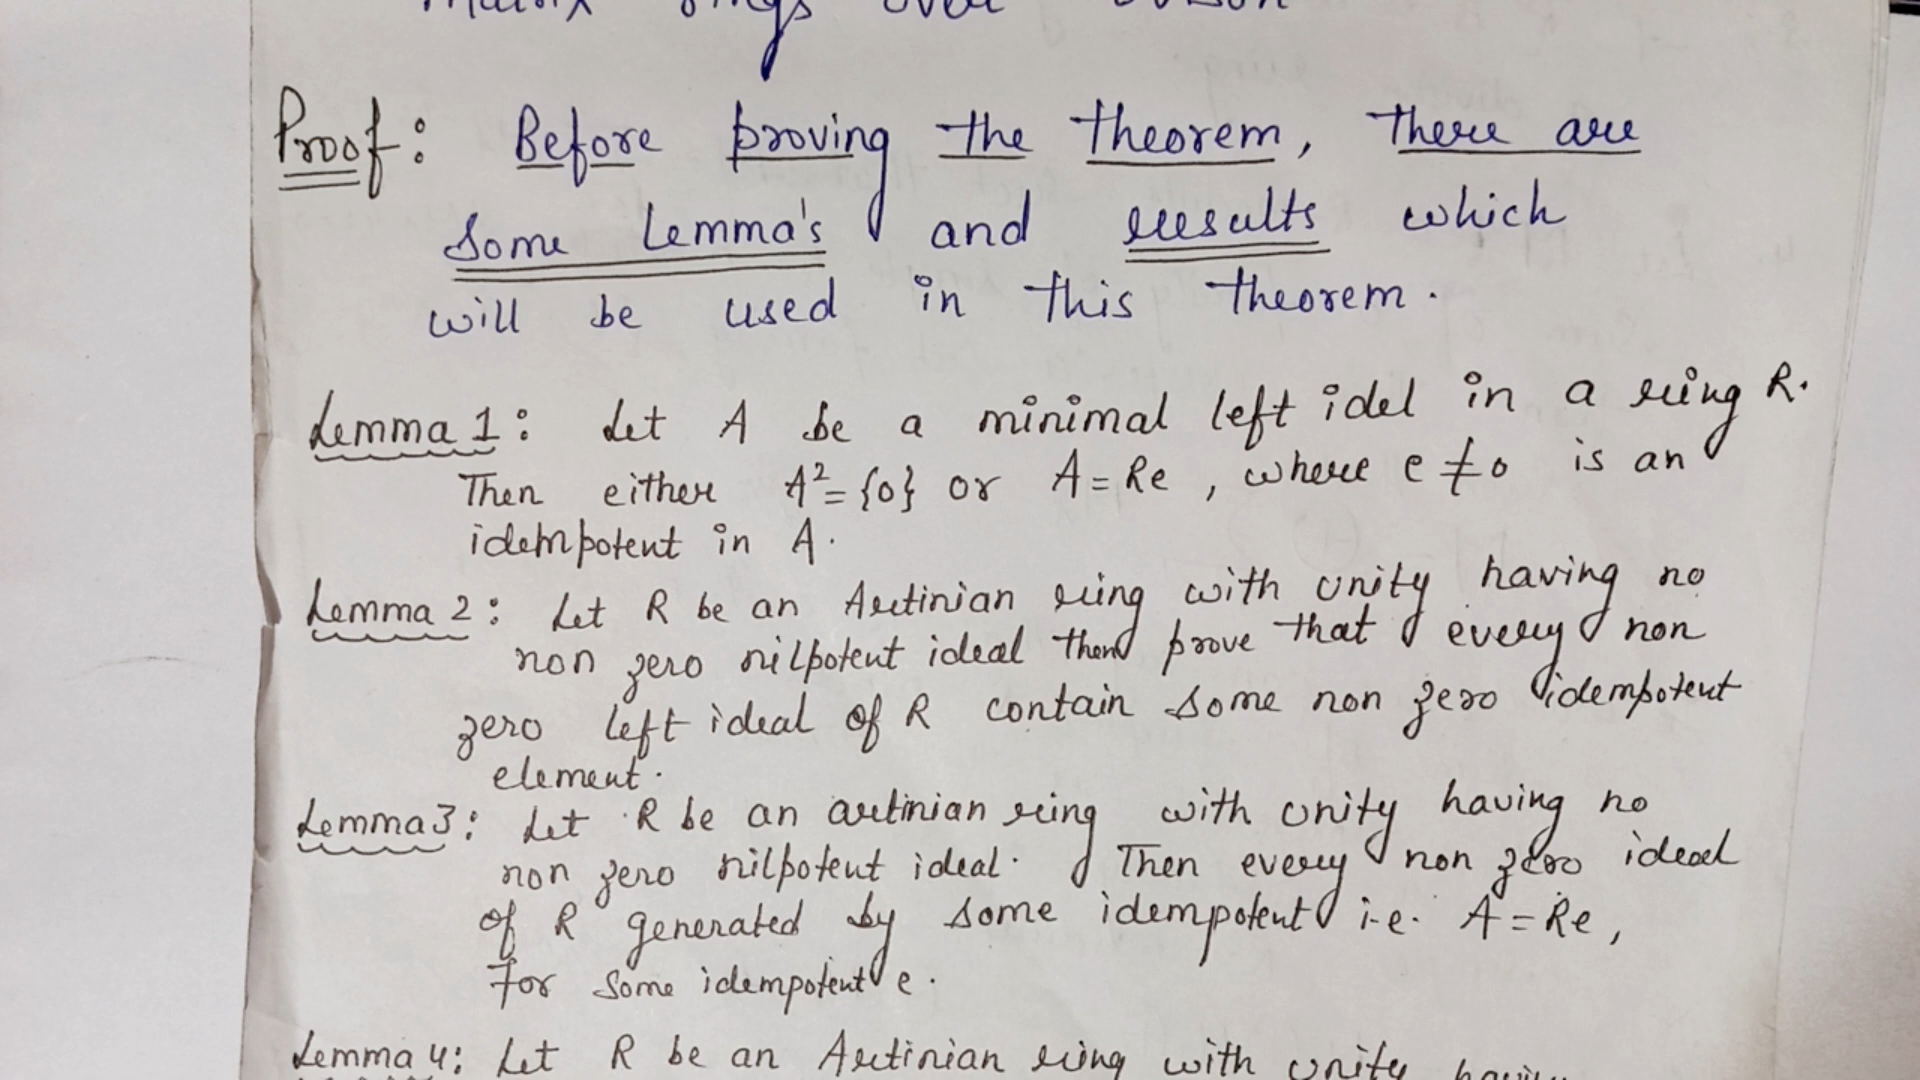 Proof: Before proving the theorem, there are
Some Lemma's and results which
will be used in this theorem.
Lemma 1: Let A be a minimal left idel in a ring R.
Then either A² = {0} or A = Re, where e ≠ 0 is an
idempotent in A.
Lemma 2: Let R be an Artinian ring with unity having no
non zero nilpotent ideal then prove that every non
zero left ideal of R contain some non zero idempotent
element.
Lemma 3: Let R be an artinian ring with unity having no
non zero nilpotent ideal. Then every non zero ideal
of R generated by some idempotent i.e. A = Re,
for some idempotent e.
Lemma 4: Let R be an Artinian ring with unity having